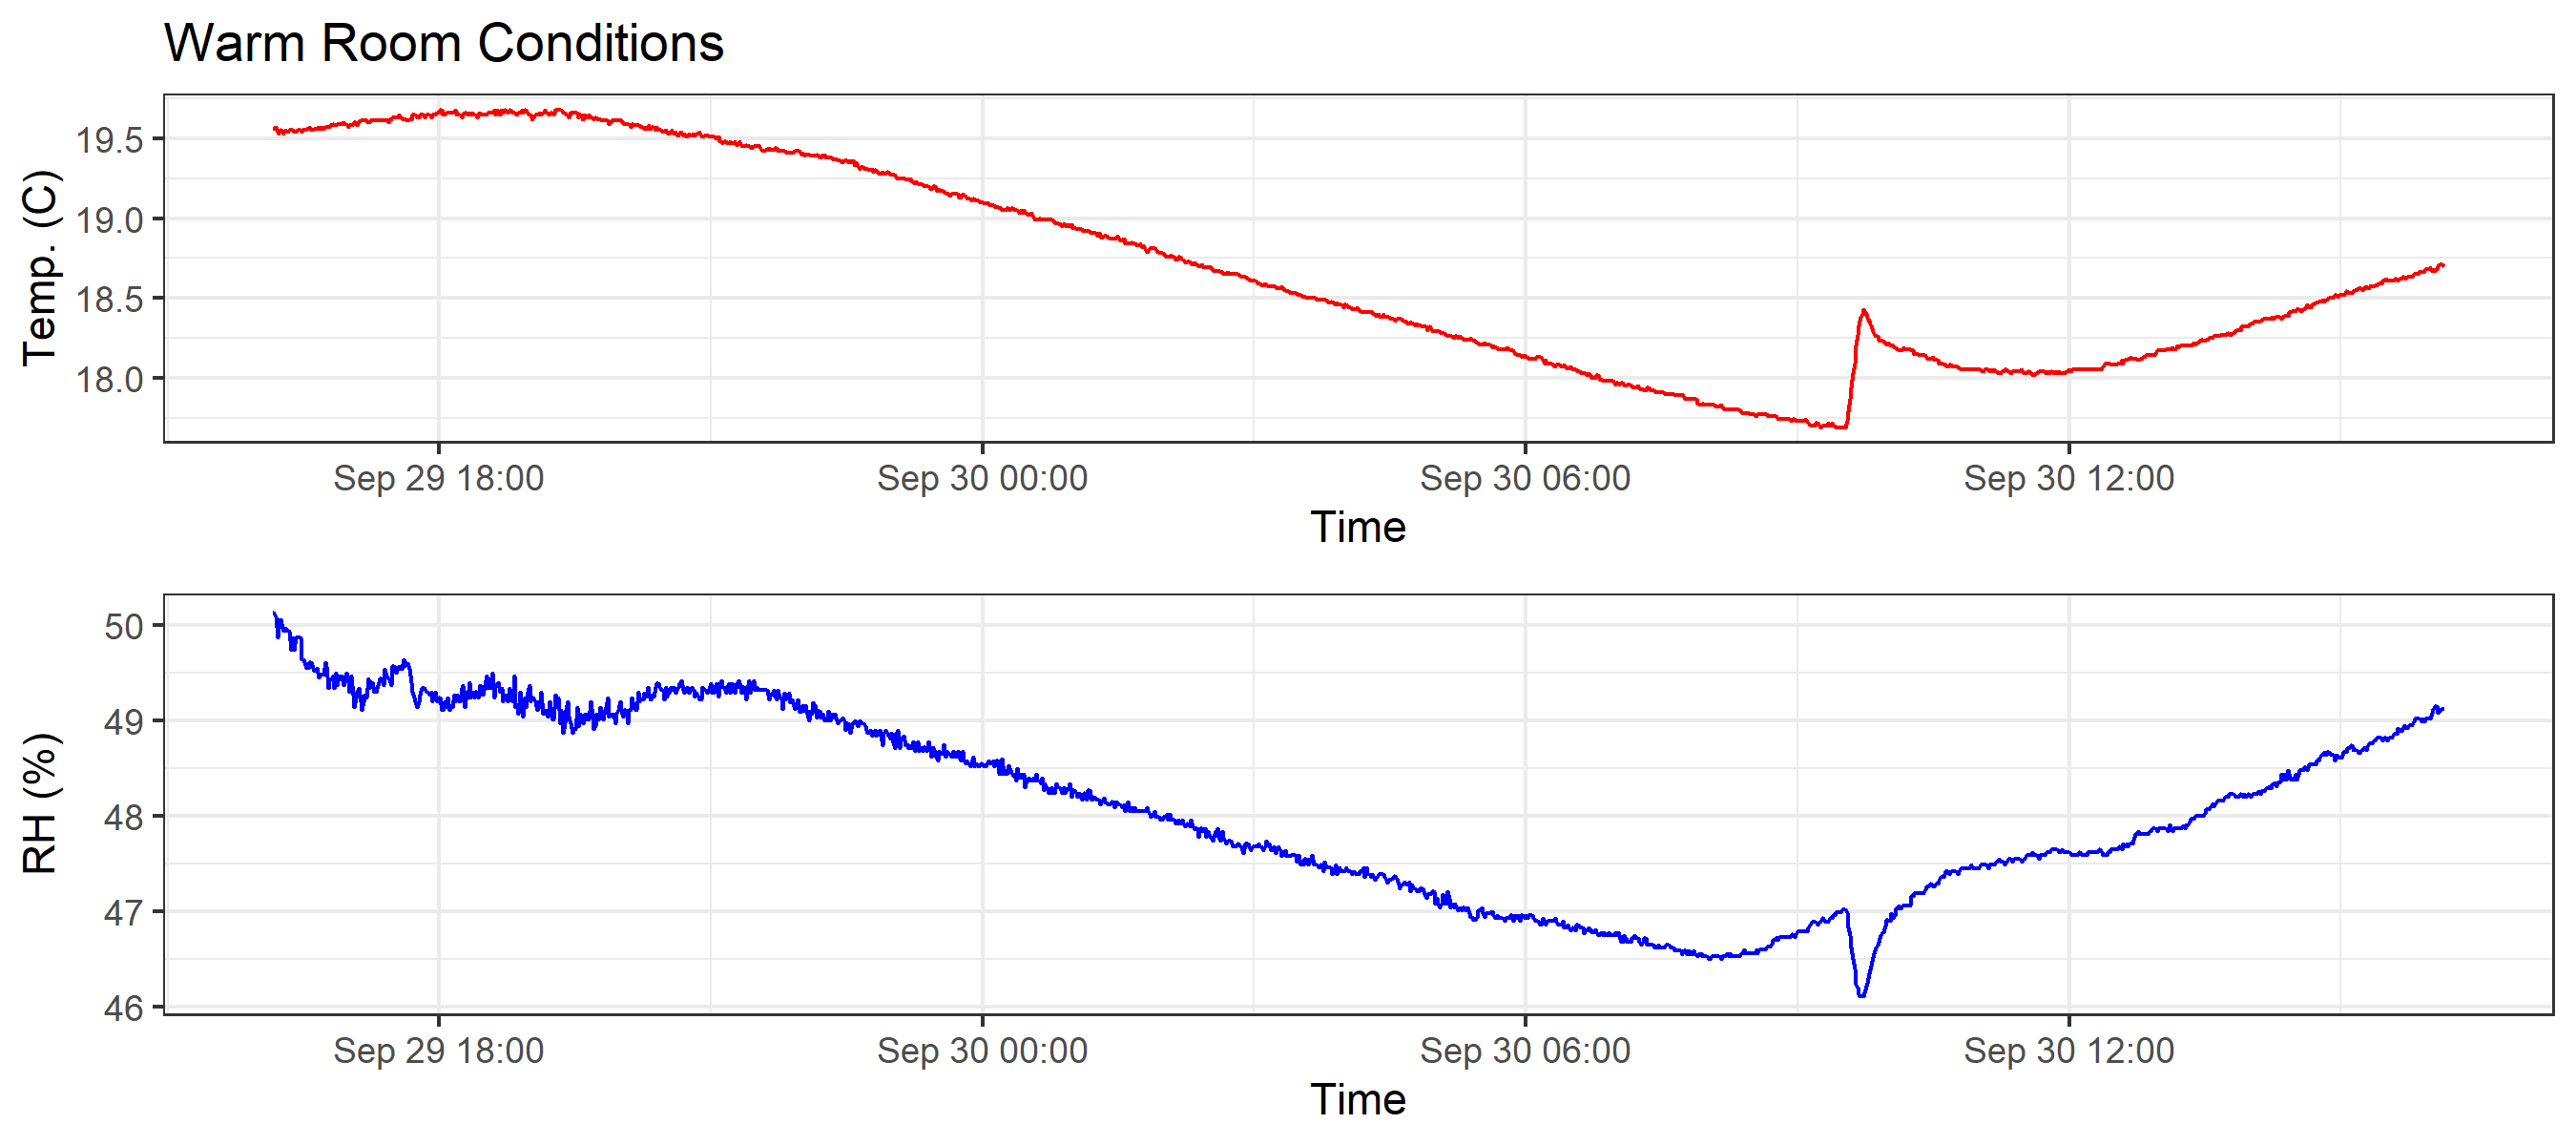 Warm Room Conditions
Temp. (C)
19.5
19.0
18.5
18.0
Sep 29 18:00 Sep 30 00:00 Sep 30 06:00 Sep 30 12:00
Time
RH (%)
50
49
48
47
46
Sep 29 18:00 Sep 30 00:00 Sep 30 06:00 Sep 30 12:00
Time